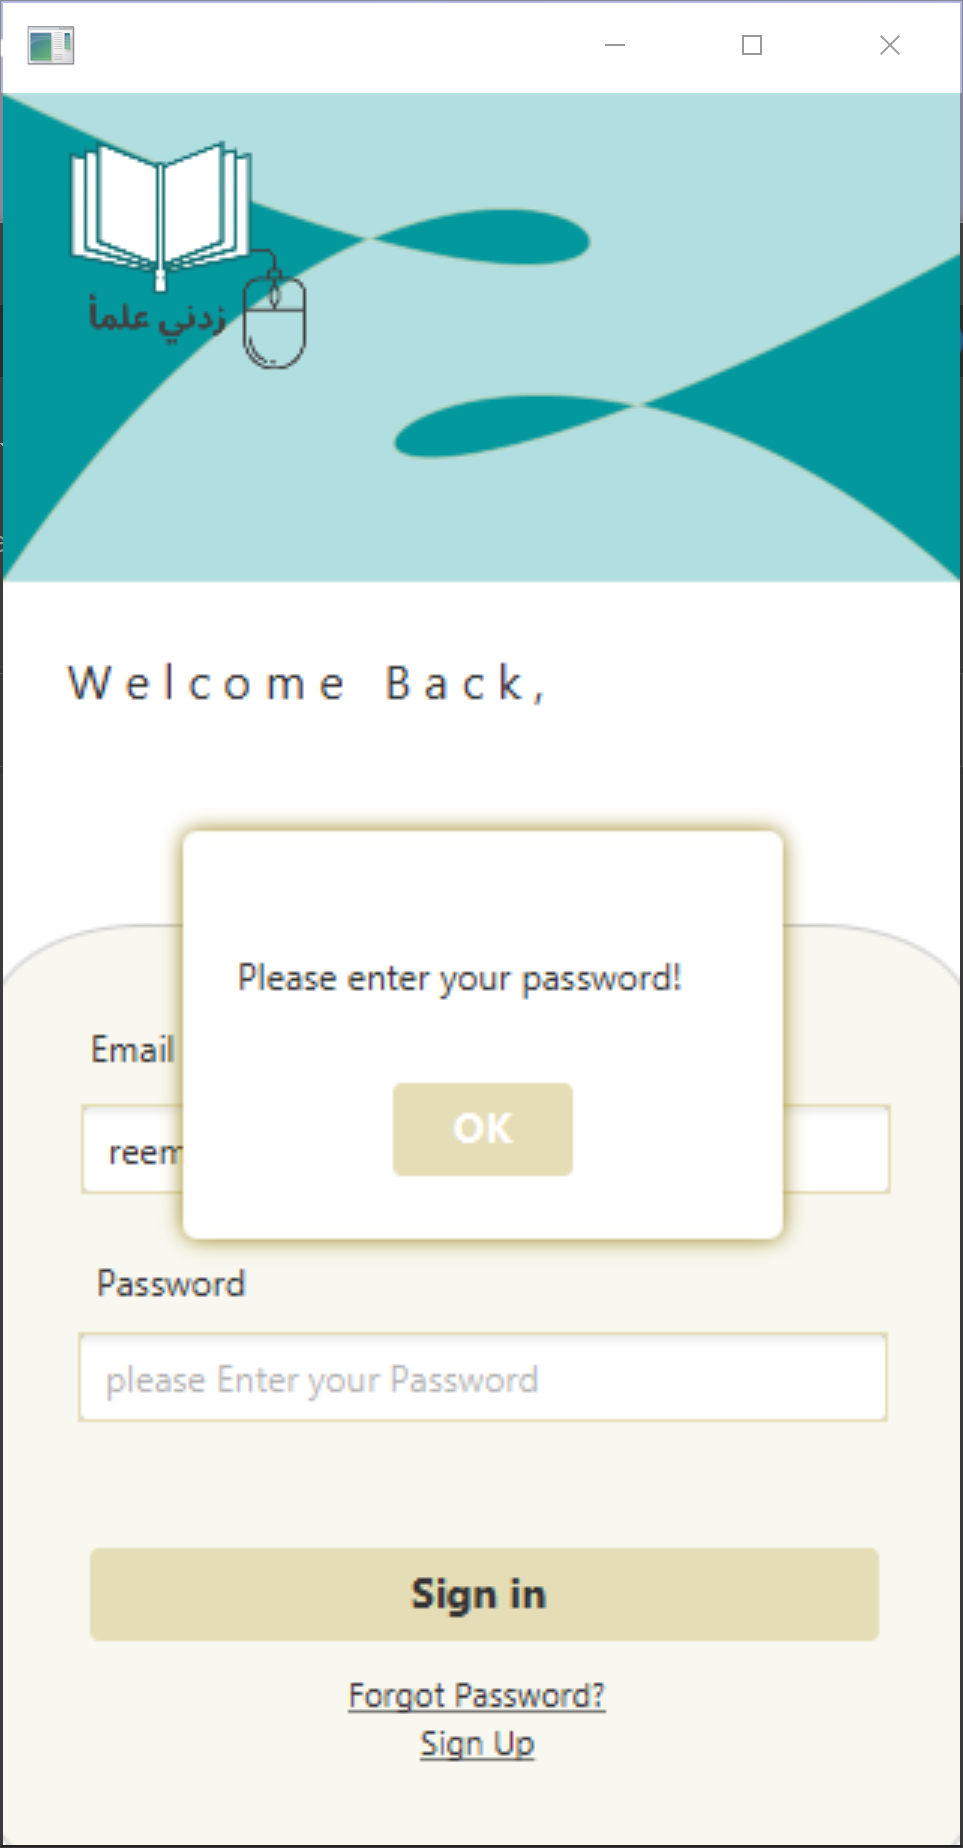 زدني علماً
Welcome Back,
Please enter your password!
Email
OK
reem
Password
please Enter your Password
Sign in
Forgot Password?
Sign Up